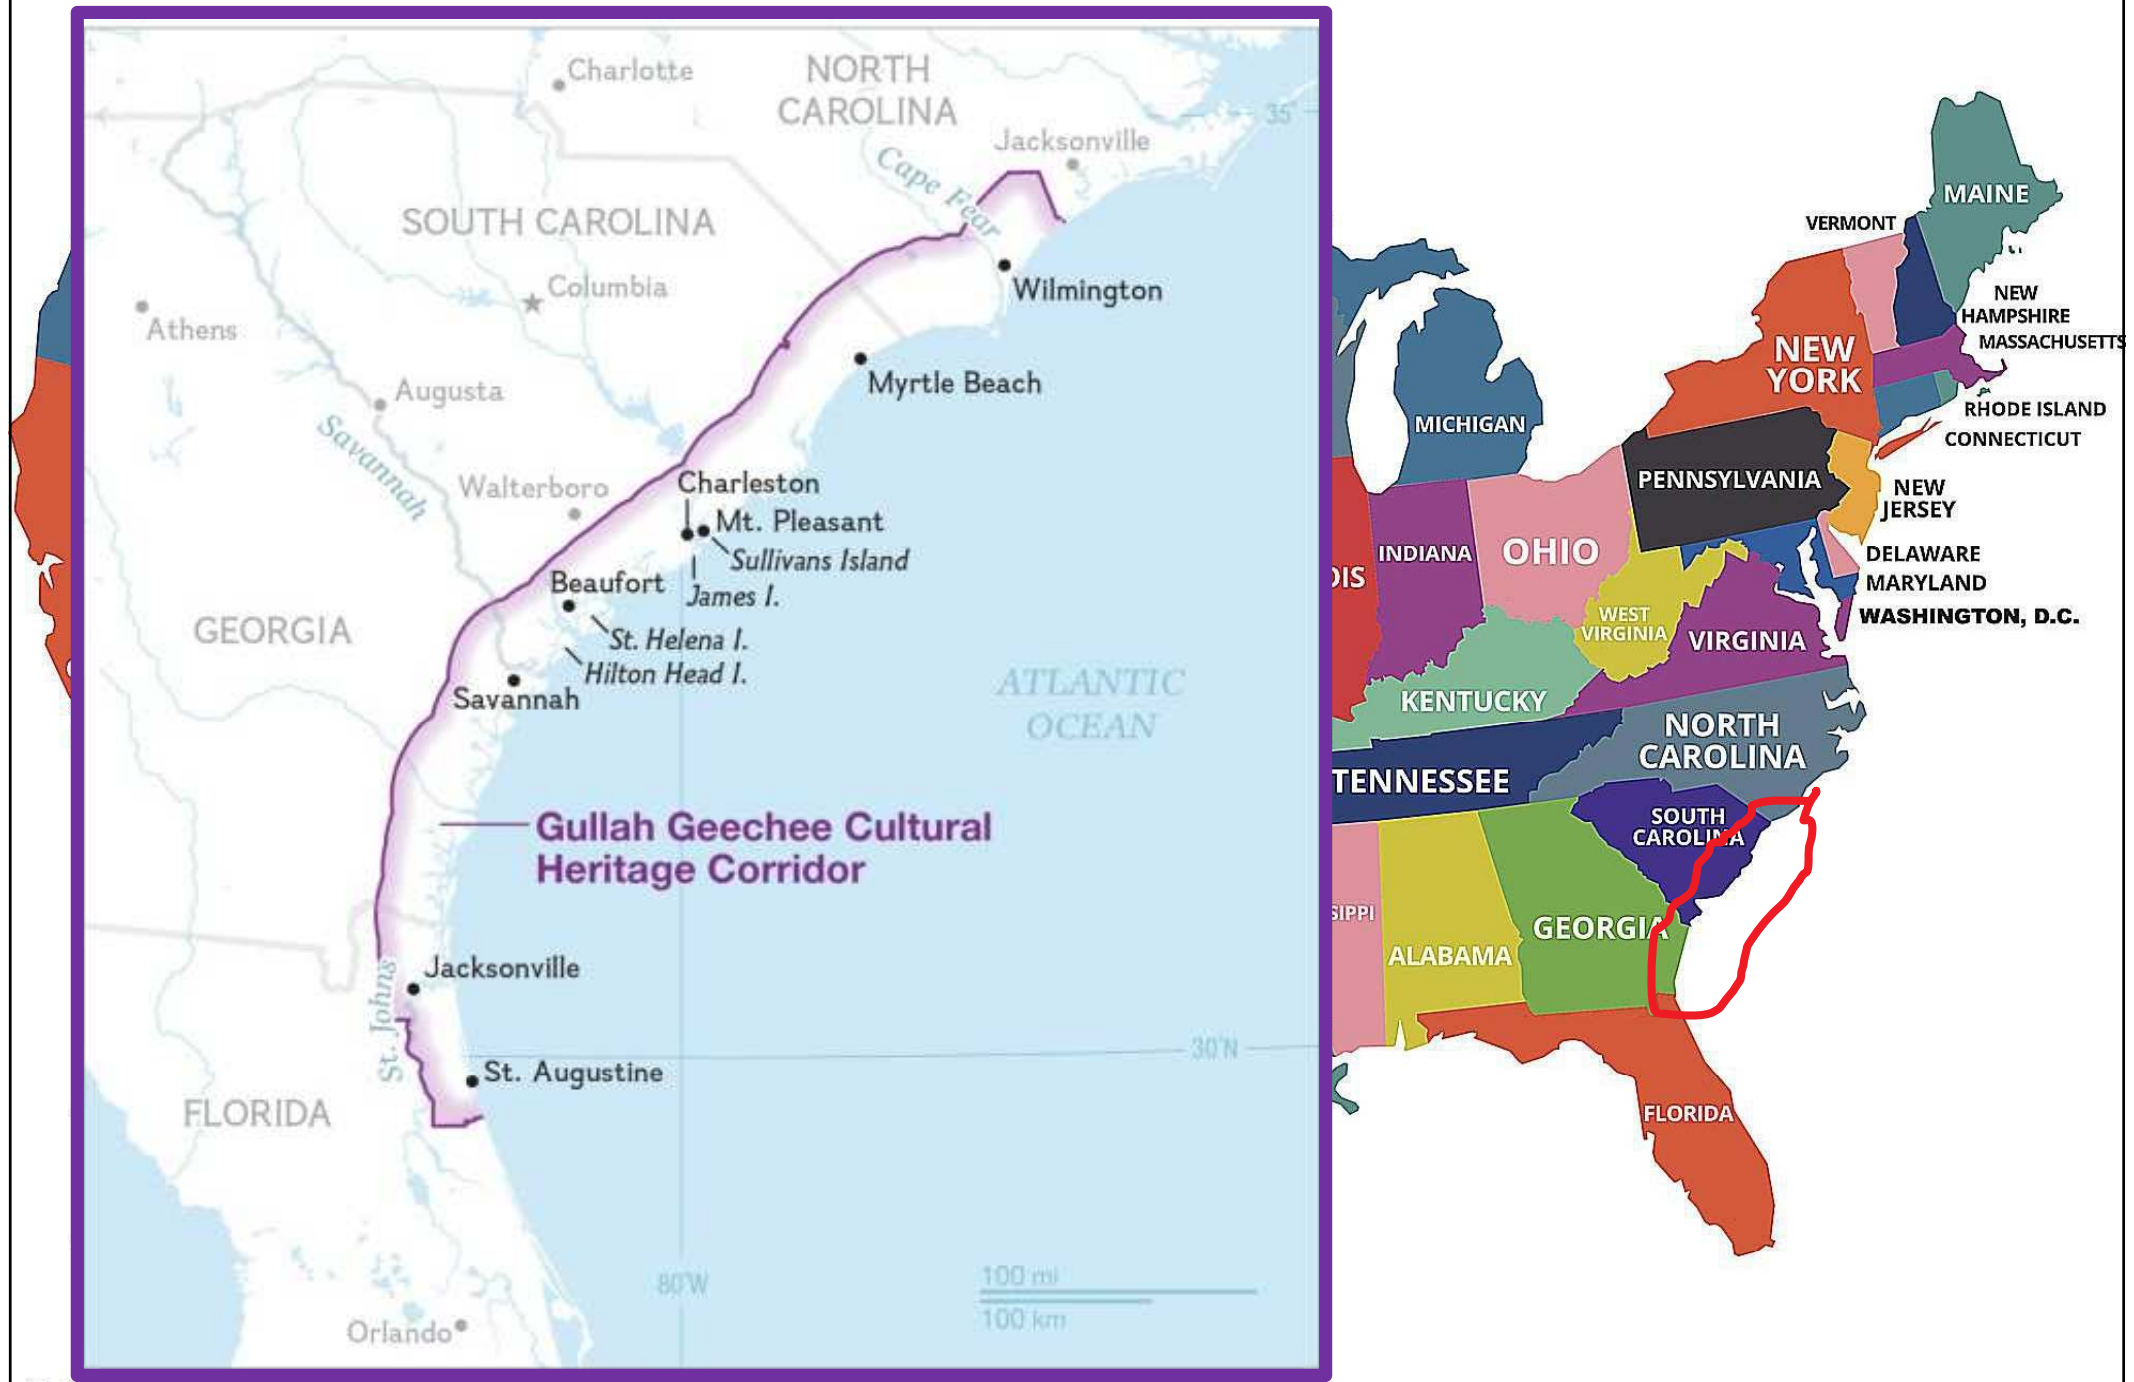 Charlotte
NORTH
CAROLINA
35°
Jacksonville
Cape Fear
SOUTH CAROLINA
Columbia
Wilmington
Athens
Myrtle Beach
Augusta
Savannah
Walterboro
Charleston
Mt. Pleasant
Sullivans Island
James I.
Beaufort
St. Helena I.
Hilton Head I.
GEORGIA
Savannah
ATLANTIC
OCEAN
Gullah Geechee Cultural
Heritage Corridor
Jacksonville
St. Johns
30°N
St. Augustine
FLORIDA
80°W
100 mi
100 km
Orlando
MAINE
VERMONT
NEW
HAMPSHIRE
MASSACHUSETTS
NEW
YORK
RHODE ISLAND
CONNECTICUT
MICHIGAN
PENNSYLVANIA
NEW
JERSEY
INDIANA
OHIO
DELAWARE
MARYLAND
WASHINGTON, D.C.
OIS
WEST
VIRGINIA
VIRGINIA
KENTUCKY
NORTH
CAROLINA
TENNESSEE
SOUTH
CAROLINA
SIPPI
ALABAMA
GEORGIA
FLORIDA